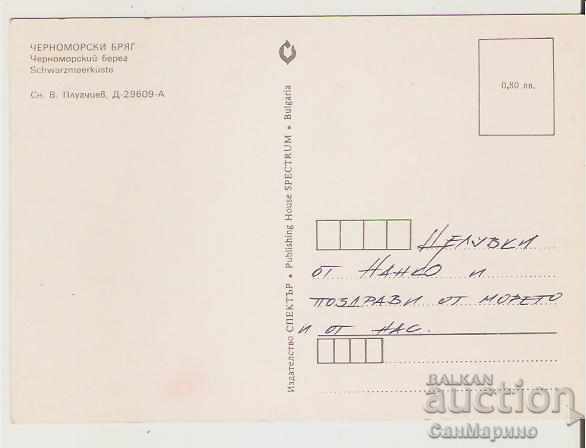 ЧЕРНОМОРСКИ БРЯГ
Черноморский берег
Schwarzmeerküste
Сн. В. Плугчиев, Д-29609-А
Издателство СПЕКТЪР • Publishing House SPECTRUM • Bulgaria
0,80 лв.
Целувки
от Нанко и
поздрави от морето
и от нас.
BALKAN
auction
СанМарино